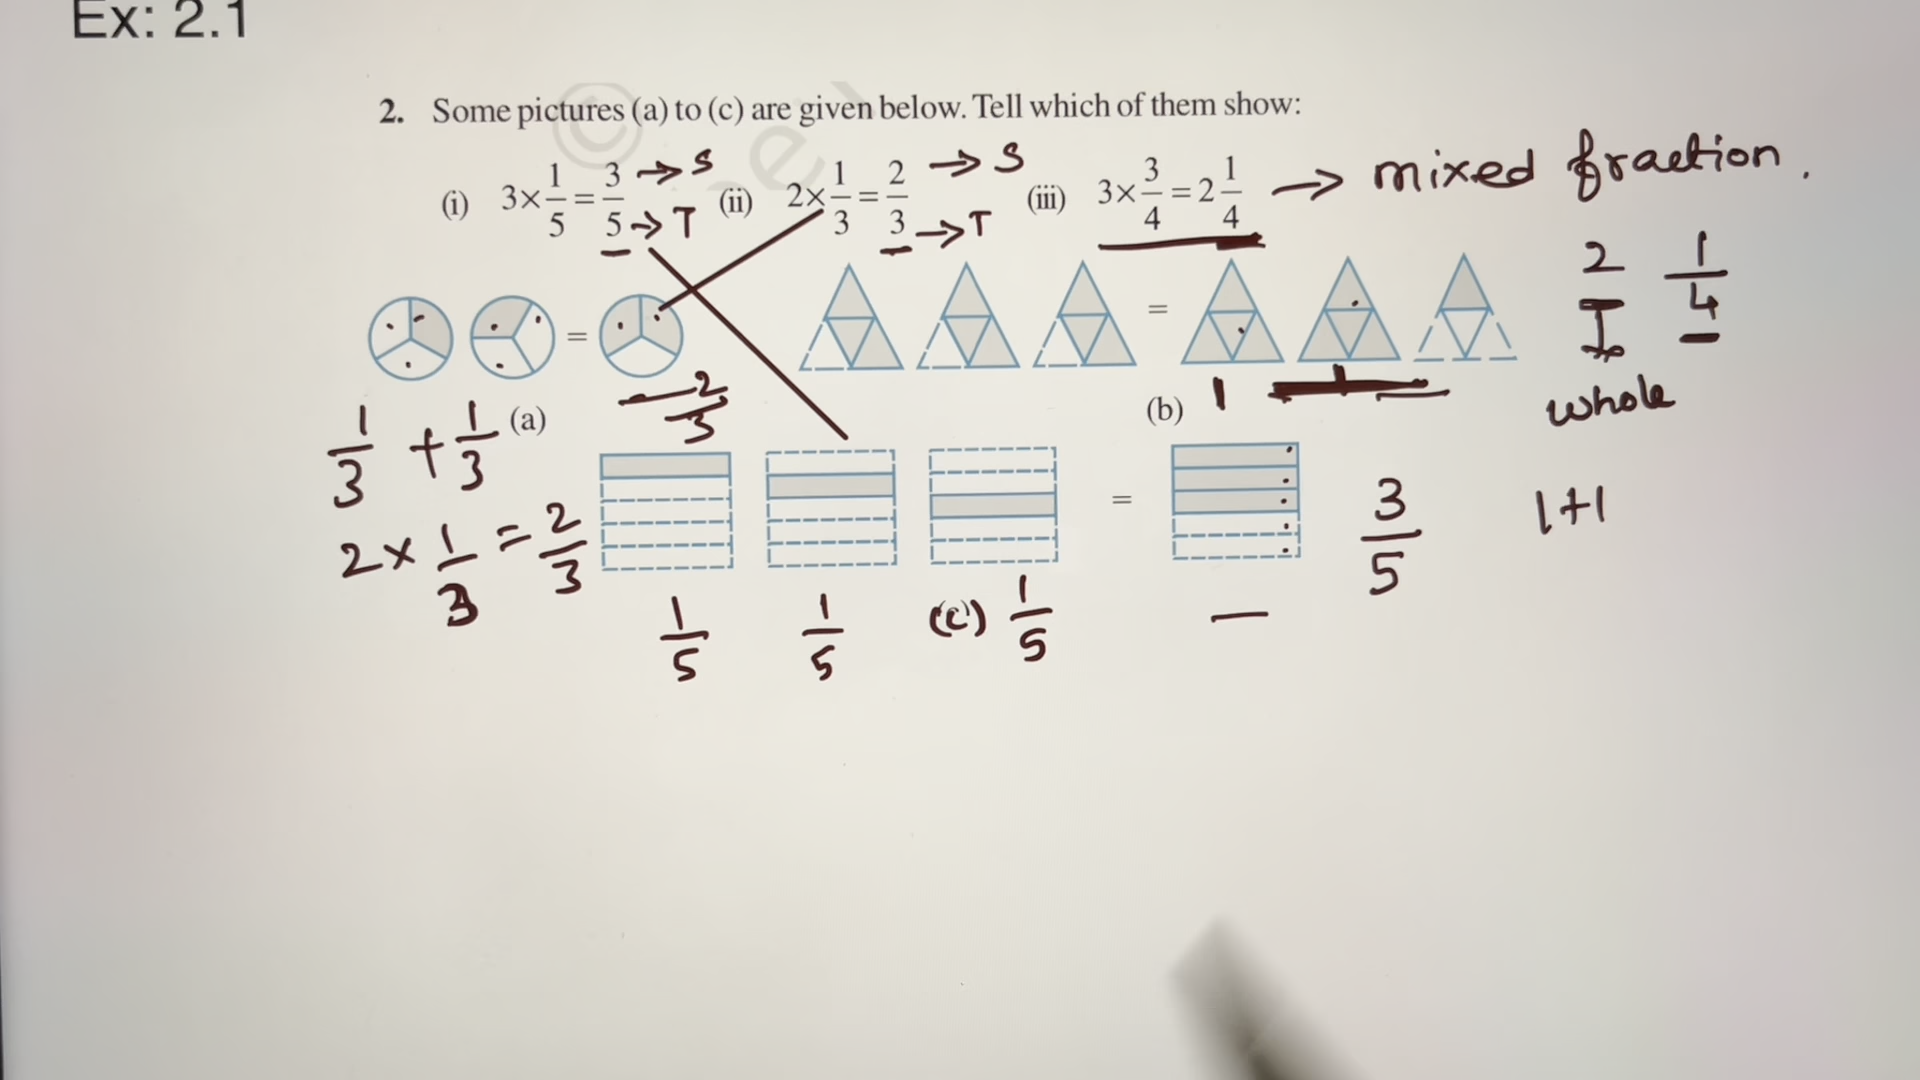 Ex: 2.1
2. Some pictures (a) to (c) are given below. Tell which of them show:
(i) 3×1/5=3/5 →S →T (ii) 2×1/3=2/3 →S →T (iii) 3×3/4=2 1/4 → mixed fraction.
2 1/4
=
=
whole
1/3 + 1/3 (a) 2/3 (b) 1 1
2×1/3=2/3
= 3/5 1+1
1/5 1/5 (c) 1/5